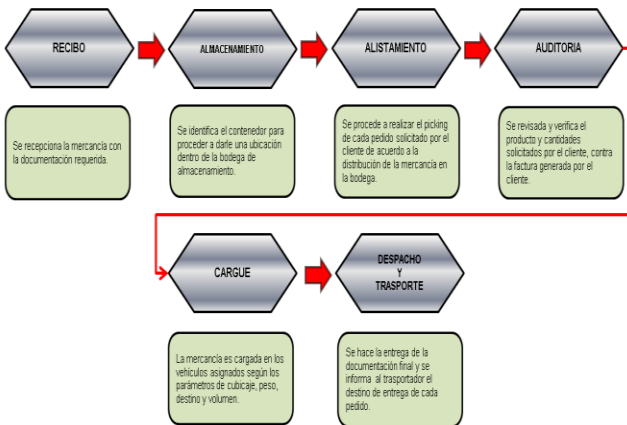 RECIBO
ALMACENAMIENTO
ALISTAMIENTO
AUDITORIA
Se recepciona la mercancía con
la documentación requerida.
Se identifica el contenedor para
proceder a darle una ubicación
dentro de la bodega de
almacenamiento.
Se procede a realizar el picking
de cada pedido solicitado por el
cliente de acuerdo a la
distribución de la mercancía en
la bodega.
Se revisada y verifica el
producto y cantidades
solicitados por el cliente, contra
la factura generada por el
cliente.
CARGUE
DESPACHO
Y
TRASPORTE
La mercancía es cargada en los
vehículos asignados según los
parámetros de cubicaje, peso,
destino y volumen.
Se hace la entrega de la
documentación final y se
informa al trasportador el
destino de entrega de cada
pedido.